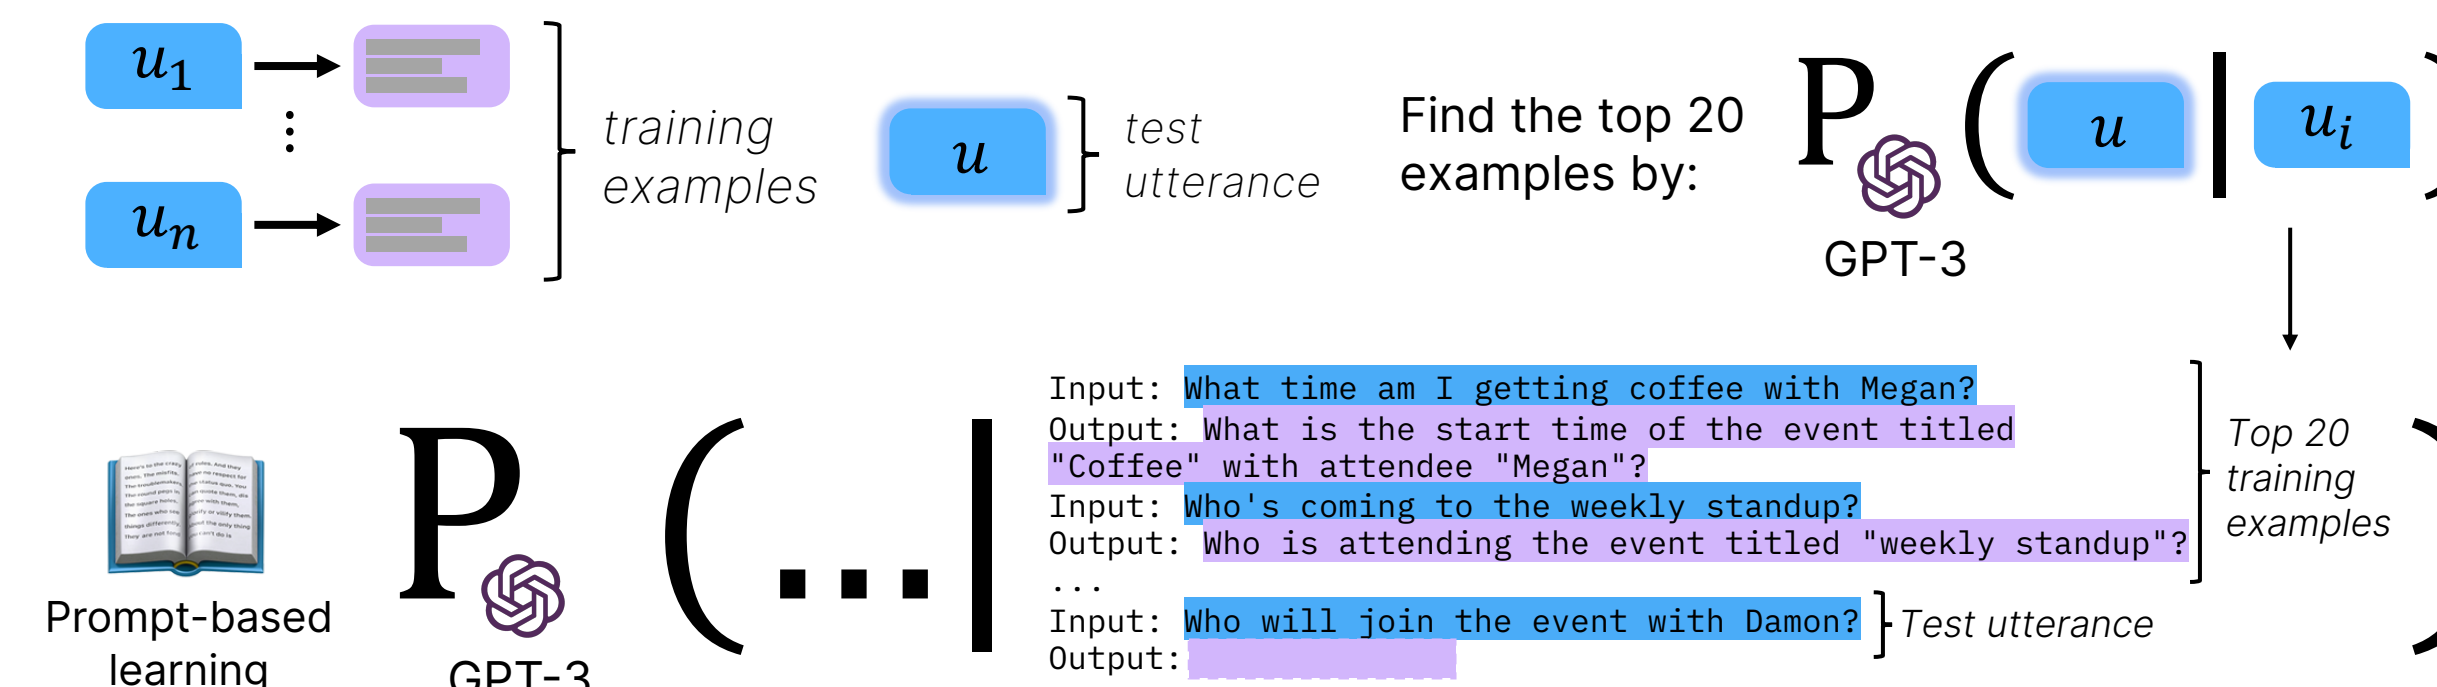 u1
un
training
examples
u
test
utterance
Find the top 20
examples by:
P ( u | ui )
GPT-3
Prompt-based
learning
P ( ... |
GPT-3
Input: What time am I getting coffee with Megan?
Output: What is the start time of the event titled
"Coffee" with attendee "Megan"?
Input: Who's coming to the weekly standup?
Output: Who is attending the event titled "weekly standup"?
...
Input: Who will join the event with Damon?
Output:
Top 20
training
examples
Test utterance
)